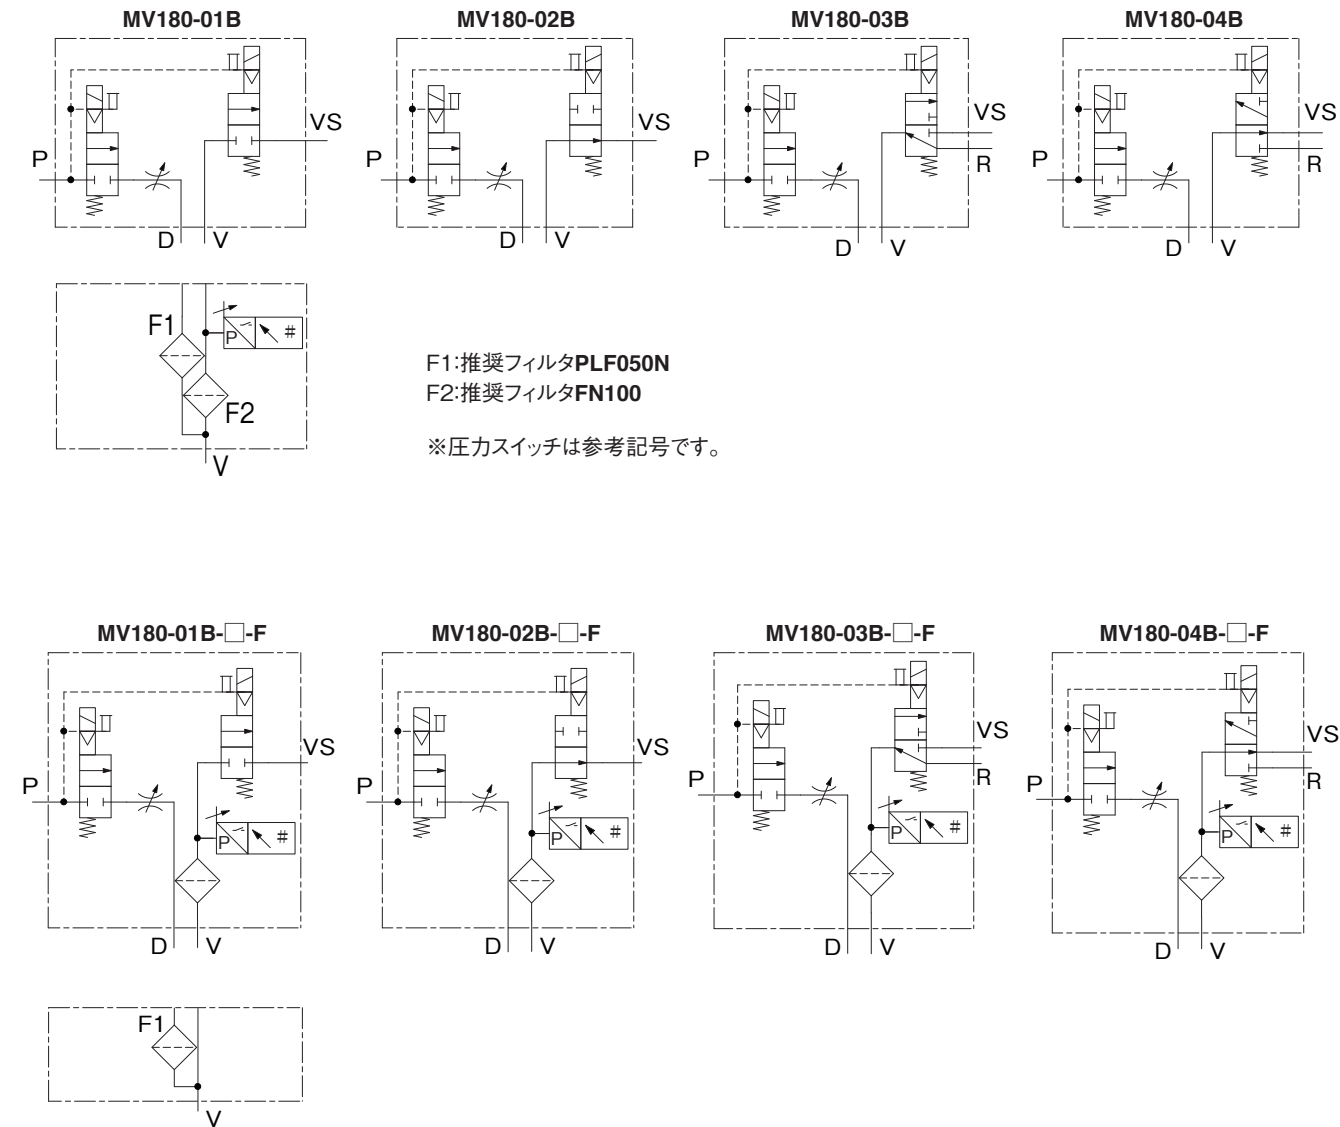 MV180-01B
MV180-02B
MV180-03B
MV180-04B
VS
P
D
V
VS
P
D
V
VS
P
R
D
V
VS
P
R
D
V
F1
P
#
F2
V
F1:推奨フィルタPLF050N
F2:推奨フィルタFN100
※圧力スイッチは参考記号です。
MV180-01B-□-F
MV180-02B-□-F
MV180-03B-□-F
MV180-04B-□-F
VS
P
P
#
D
V
VS
P
P
#
D
V
VS
P
R
P
#
D
V
VS
P
R
P
#
D
V
F1
V